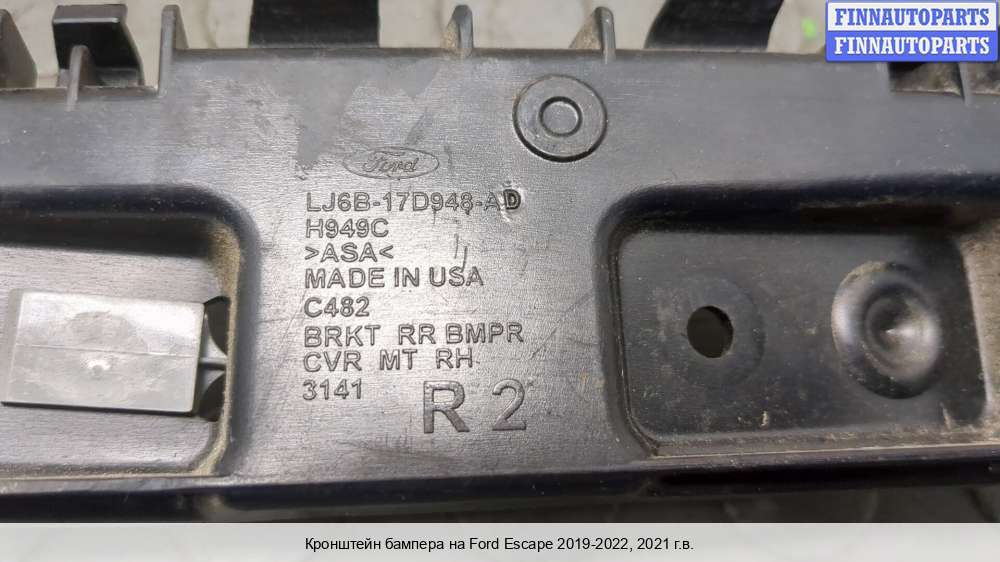 FINNAUTOPARTS
FINNAUTOPARTS
Ford
LJ6B-17D948-AD
H949C
>ASA<
MADE IN USA
C482
BRKT RR BMPR
CVR MT RH
3141
R 2
Кронштейн бампера на Ford Escape 2019-2022, 2021 г.в.